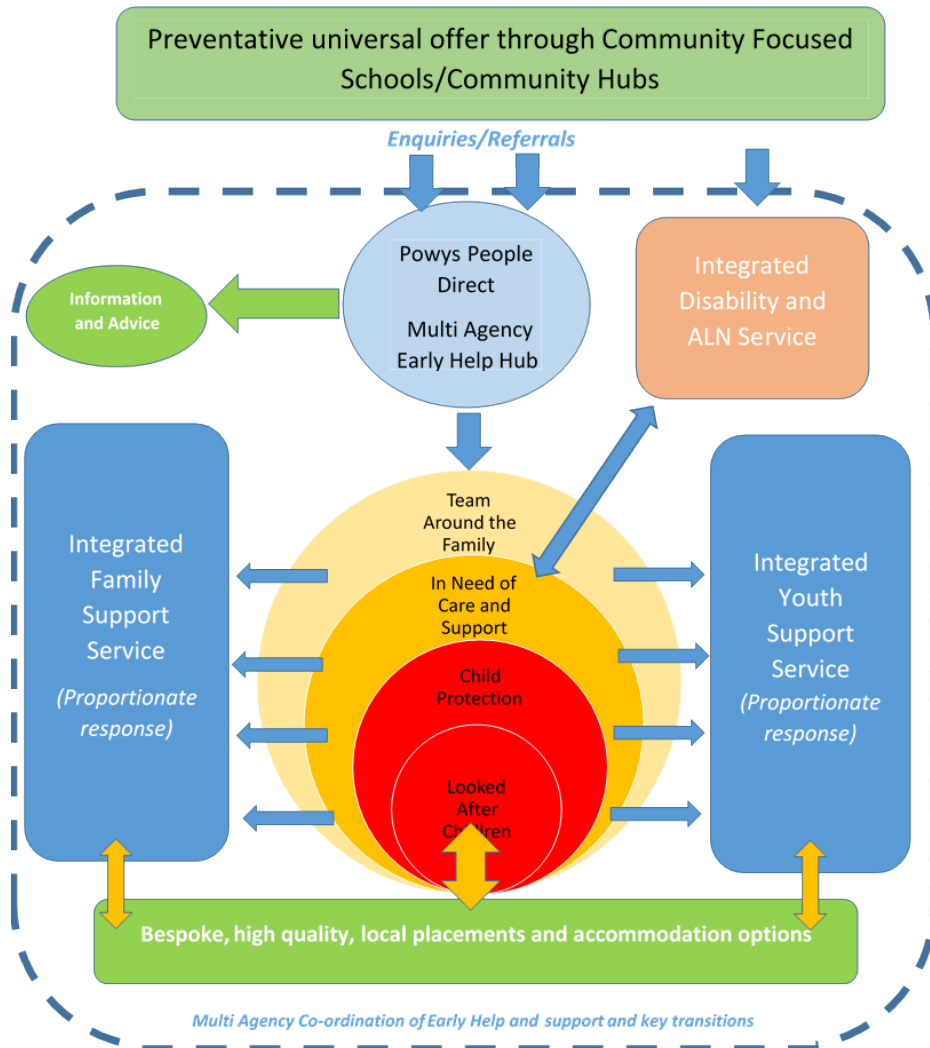 Preventative universal offer through Community Focused
Schools/Community Hubs
Enquiries/Referrals
Powys People
Direct
Multi Agency
Early Help Hub
Integrated
Disability and
ALN Service
Information
and Advice
Team
Around the
Family
In Need of
Care and
Support
Child
Protection
Looked
After
Children
Integrated
Family
Support
Service
(Proportionate
response)
Integrated
Youth
Support
Service
(Proportionate
response)
Bespoke, high quality, local placements and accommodation options
Multi Agency Co-ordination of Early Help and support and key transitions